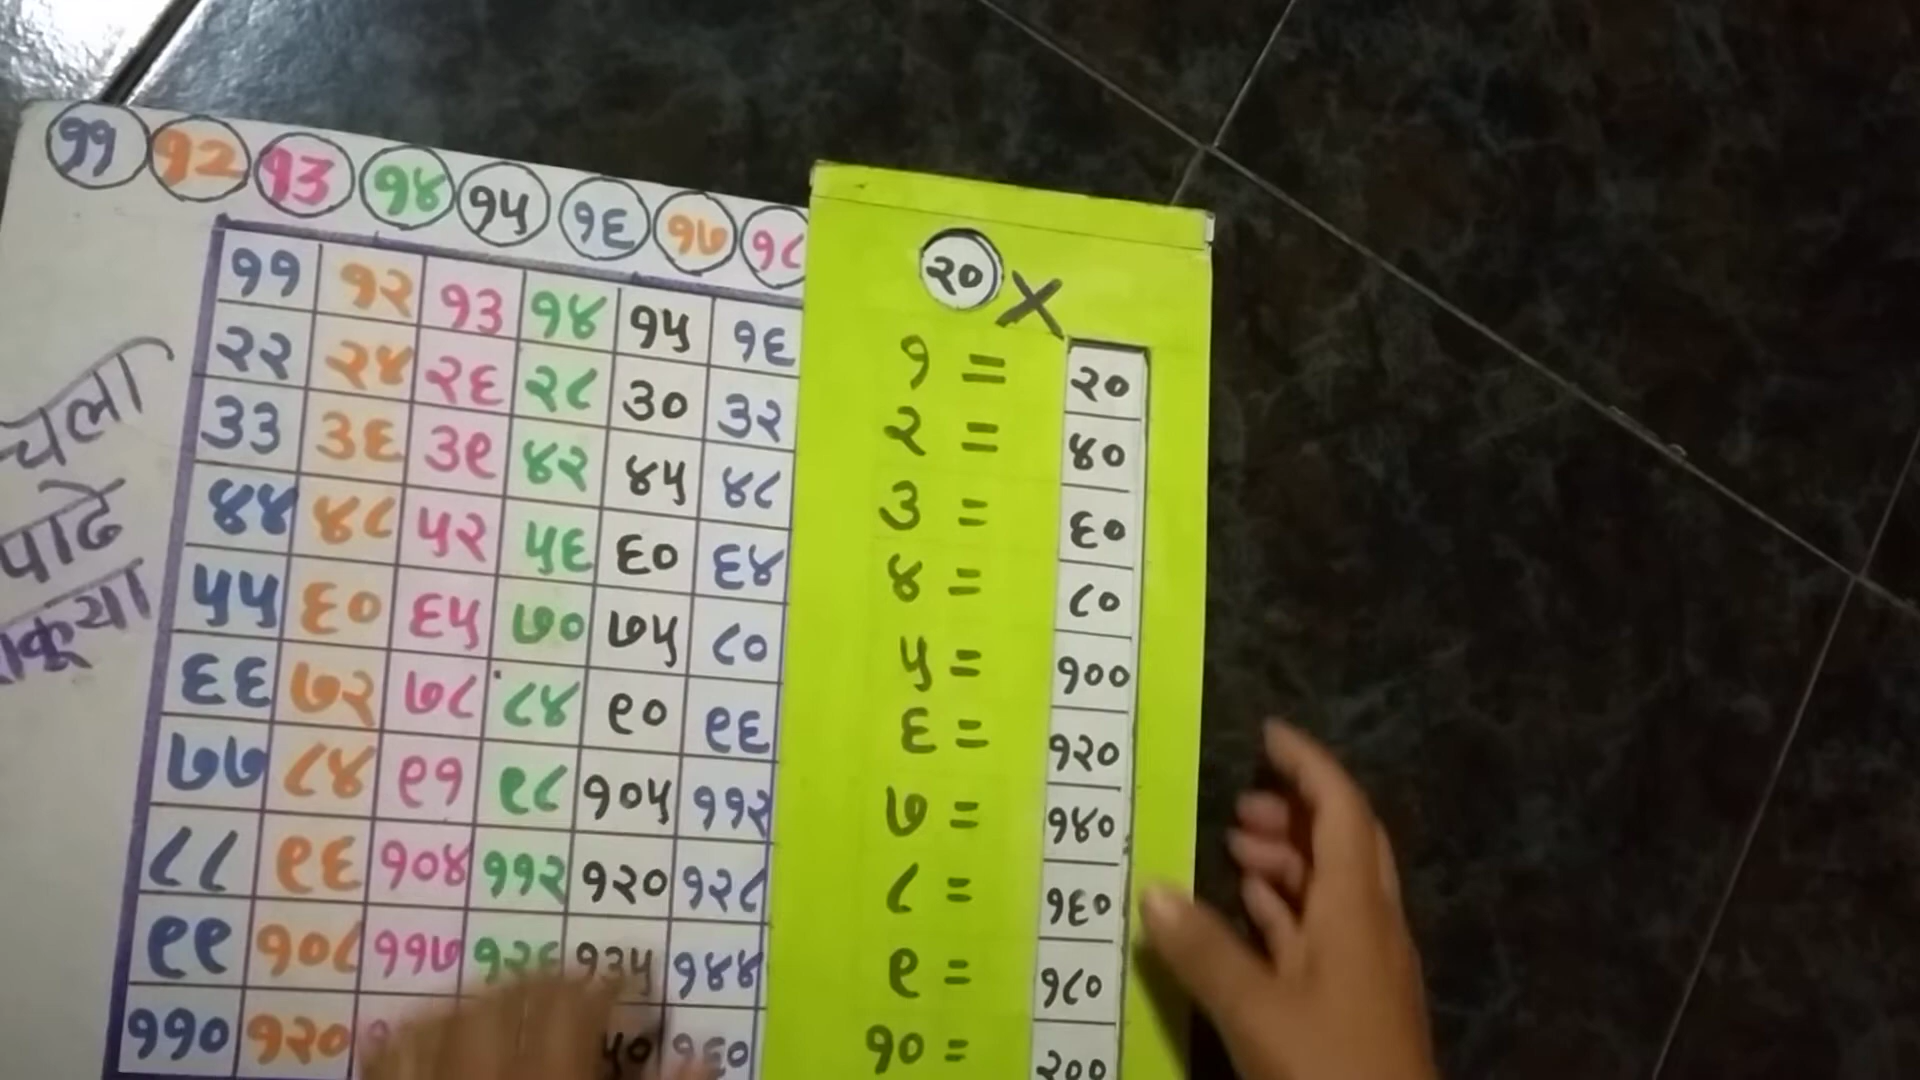 ११ १२ १३ १४ १५ १६ १७ १८
चला
पाढे
११ १२ १३ १४ १५ १६
२२ २४ २६ २८ ३० ३२
३३ ३६ ३९ ४२ ४५ ४८
४४ ४८ ५२ ५६ ६० ६४
५५ ६० ६५ ७० ७५ ८०
६६ ७२ ७८ ८४ ९० ९६
७७ ८४ ९१ ९८ १०५ ११२
८८ ९६ १०४ ११२ १२० १२८
९९ १०८ ११७ १२६ १३५ १४४
११० १२० १६०
२० X
१ = २०
२ = ४०
३ = ६०
४ = ८०
५ = १००
६ = १२०
७ = १४०
८ = १६०
९ = १८०
१० = २००